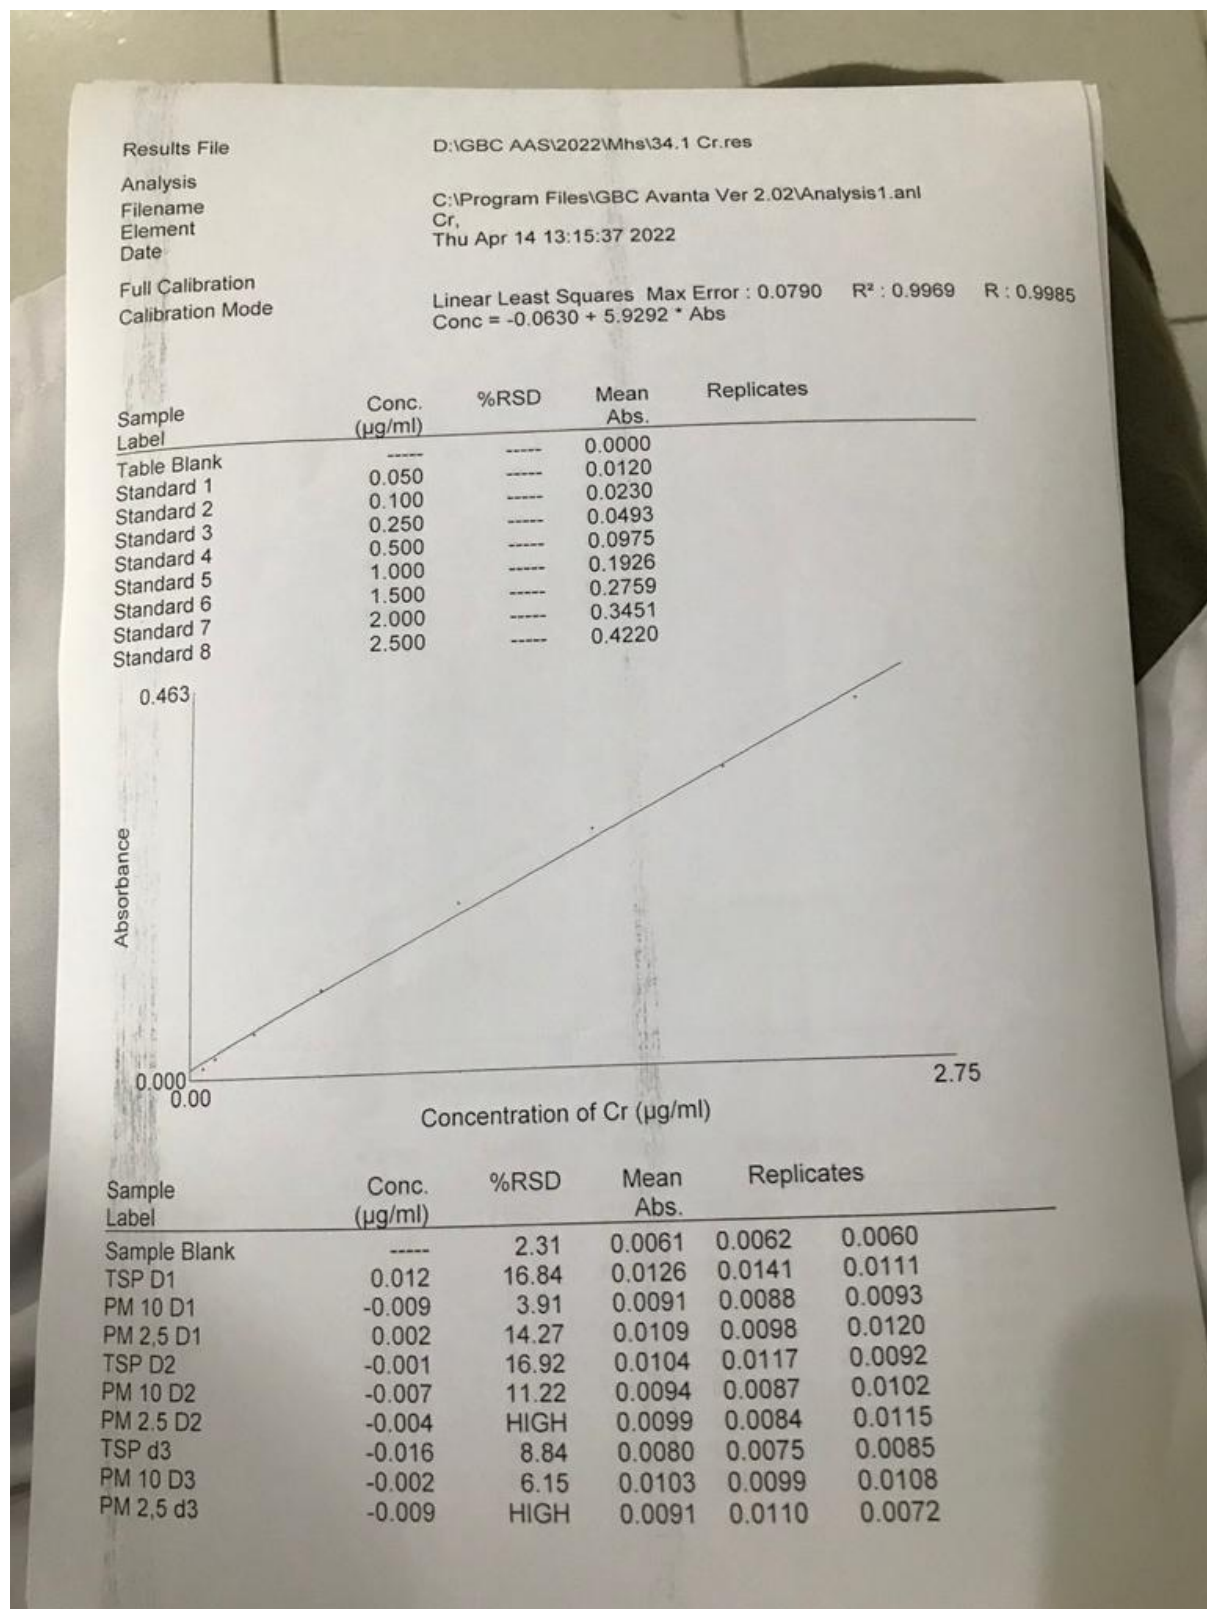 Results File D:\GBC AAS\2022\Mhs\34.1 Cr.res
Analysis
Filename C:\Program Files\GBC Avanta Ver 2.02\Analysis1.anl
Element Cr,
Date Thu Apr 14 13:15:37 2022
Full Calibration
Calibration Mode Linear Least Squares Max Error : 0.0790 R² : 0.9969 R : 0.9985
Conc = -0.0630 + 5.9292 * Abs
Sample Conc. %RSD Mean Replicates
Label (µg/ml) Abs.
Table Blank ----- ----- 0.0000
Standard 1 0.050 ----- 0.0120
Standard 2 0.100 ----- 0.0230
Standard 3 0.250 ----- 0.0493
Standard 4 0.500 ----- 0.0975
Standard 5 1.000 ----- 0.1926
Standard 6 1.500 ----- 0.2759
Standard 7 2.000 ----- 0.3451
Standard 8 2.500 ----- 0.4220
0.463
Absorbance
0.000
0.00 2.75
Concentration of Cr (µg/ml)
Sample Conc. %RSD Mean Replicates
Label (µg/ml) Abs.
Sample Blank ----- 2.31 0.0061 0.0062 0.0060
TSP D1 0.012 16.84 0.0126 0.0141 0.0111
PM 10 D1 -0.009 3.91 0.0091 0.0088 0.0093
PM 2,5 D1 0.002 14.27 0.0109 0.0098 0.0120
TSP D2 -0.001 16.92 0.0104 0.0117 0.0092
PM 10 D2 -0.007 11.22 0.0094 0.0087 0.0102
PM 2.5 D2 -0.004 HIGH 0.0099 0.0084 0.0115
TSP d3 -0.016 8.84 0.0080 0.0075 0.0085
PM 10 D3 -0.002 6.15 0.0103 0.0099 0.0108
PM 2,5 d3 -0.009 HIGH 0.0091 0.0110 0.0072